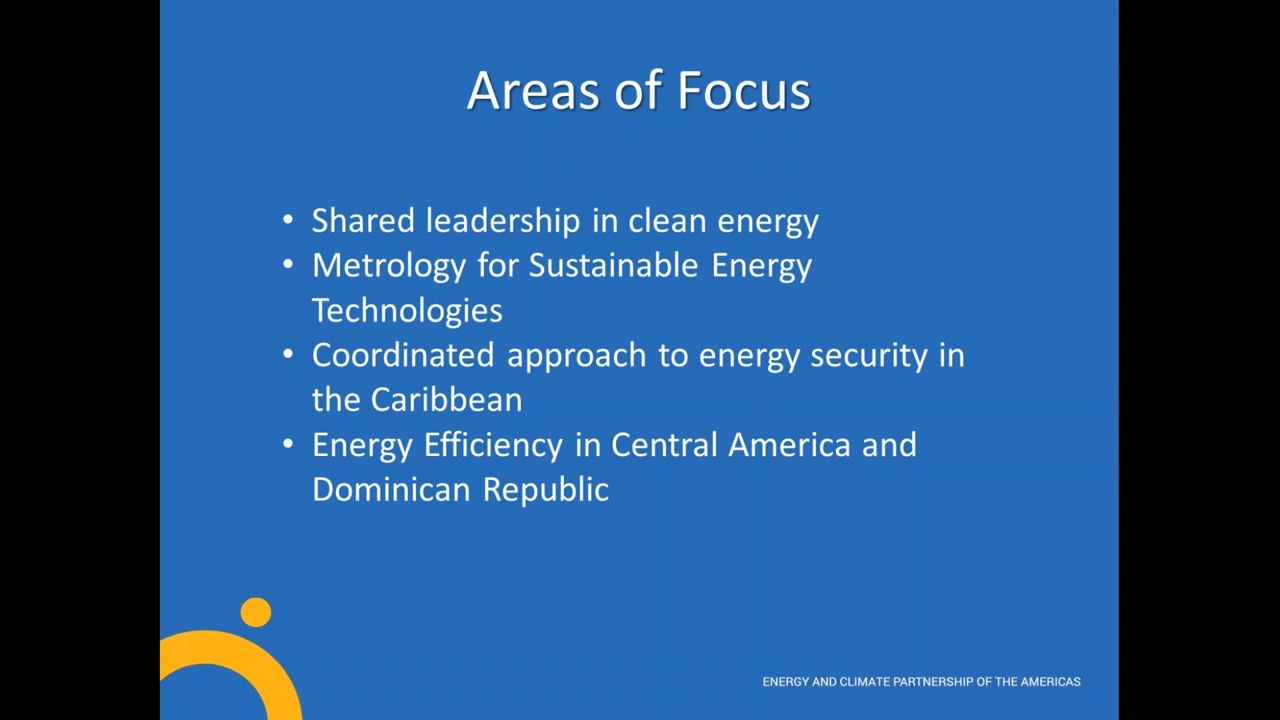 Areas of Focus
• Shared leadership in clean energy
• Metrology for Sustainable Energy
Technologies
• Coordinated approach to energy security in
the Caribbean
• Energy Efficiency in Central America and
Dominican Republic
ENERGY AND CLIMATE PARTNERSHIP OF THE AMERICAS